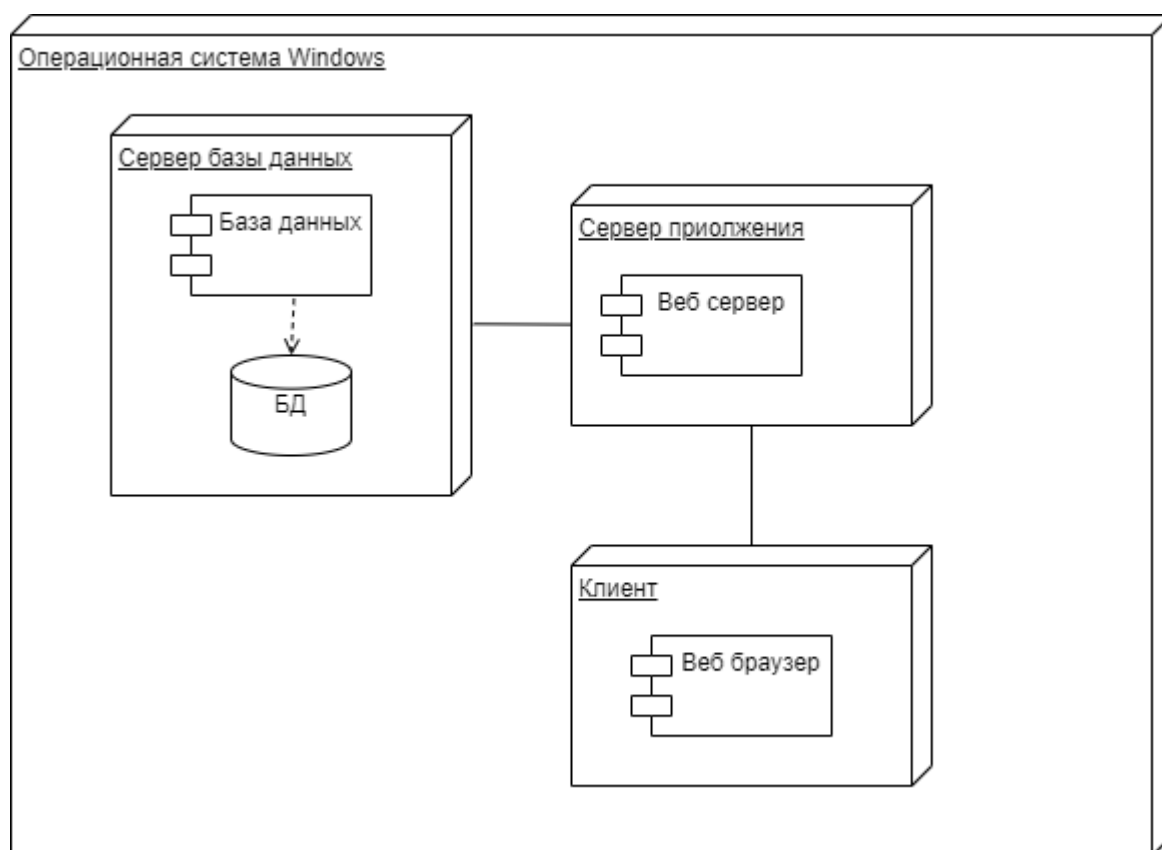 Операционная система Windows
Сервер базы данных
База данных
БД
Сервер приолжения
Веб сервер
Клиент
Веб браузер